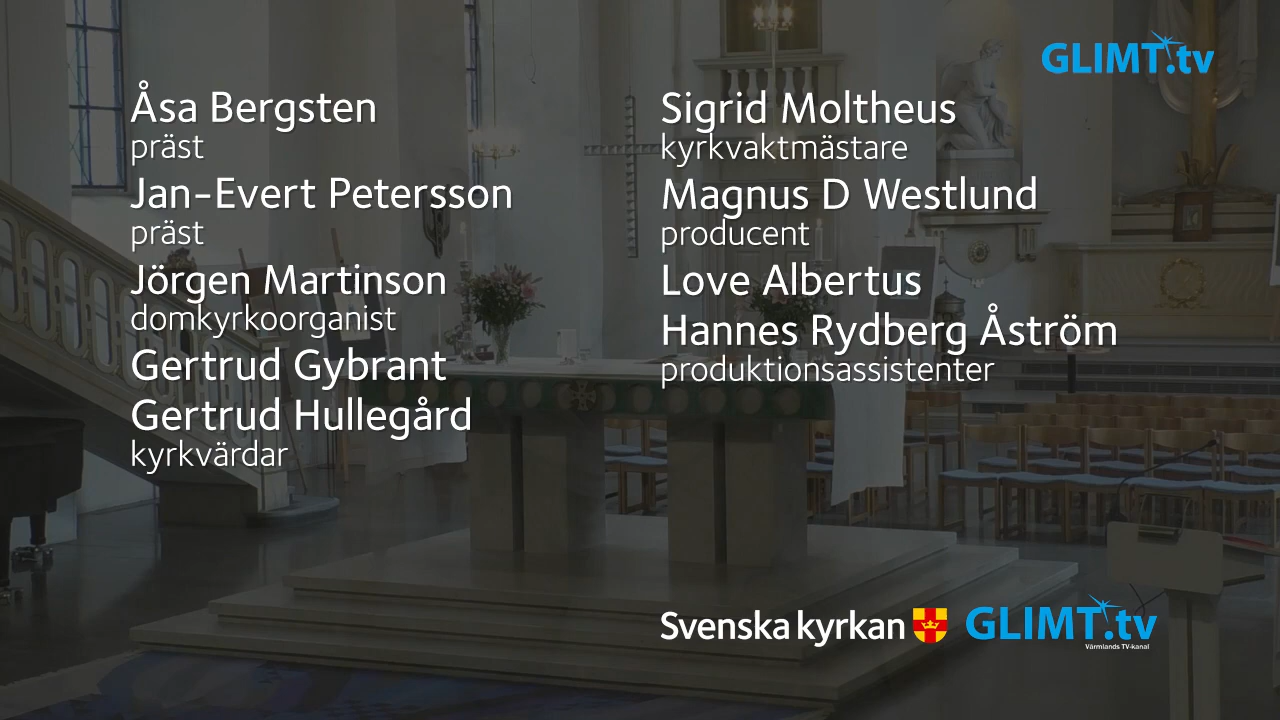 GLIMT.tv
Åsa Bergsten
präst
Jan-Evert Petersson
präst
Jörgen Martinson
domkyrkoorganist
Gertrud Gybrant
Gertrud Hullegård
kyrkvärdar
Sigrid Moltheus
kyrkvaktmästare
Magnus D Westlund
producent
Love Albertus
Hannes Rydberg Åström
produktionsassistenter
Svenska kyrkan
GLIMT.tv
Värmlands TV-kanal